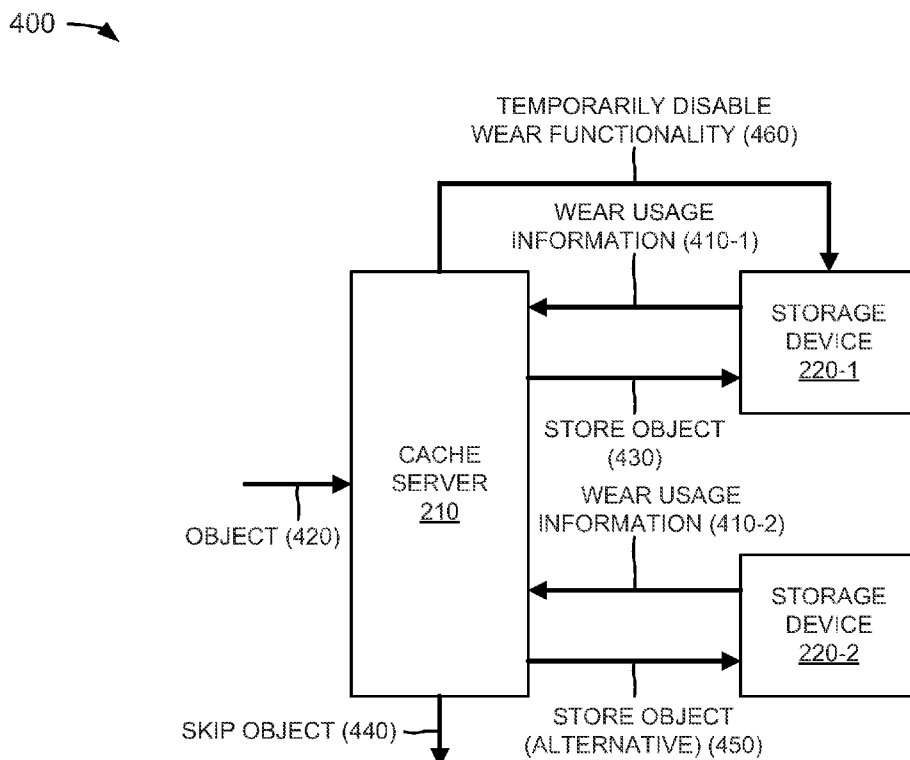 400
TEMPORARILY DISABLE
WEAR FUNCTIONALITY (460)
WEAR USAGE
INFORMATION (410-1)
STORAGE
DEVICE
220-1
STORE OBJECT
(430)
CACHE
SERVER
210
OBJECT (420)
WEAR USAGE
INFORMATION (410-2)
STORAGE
DEVICE
220-2
STORE OBJECT
(ALTERNATIVE) (450)
SKIP OBJECT (440)